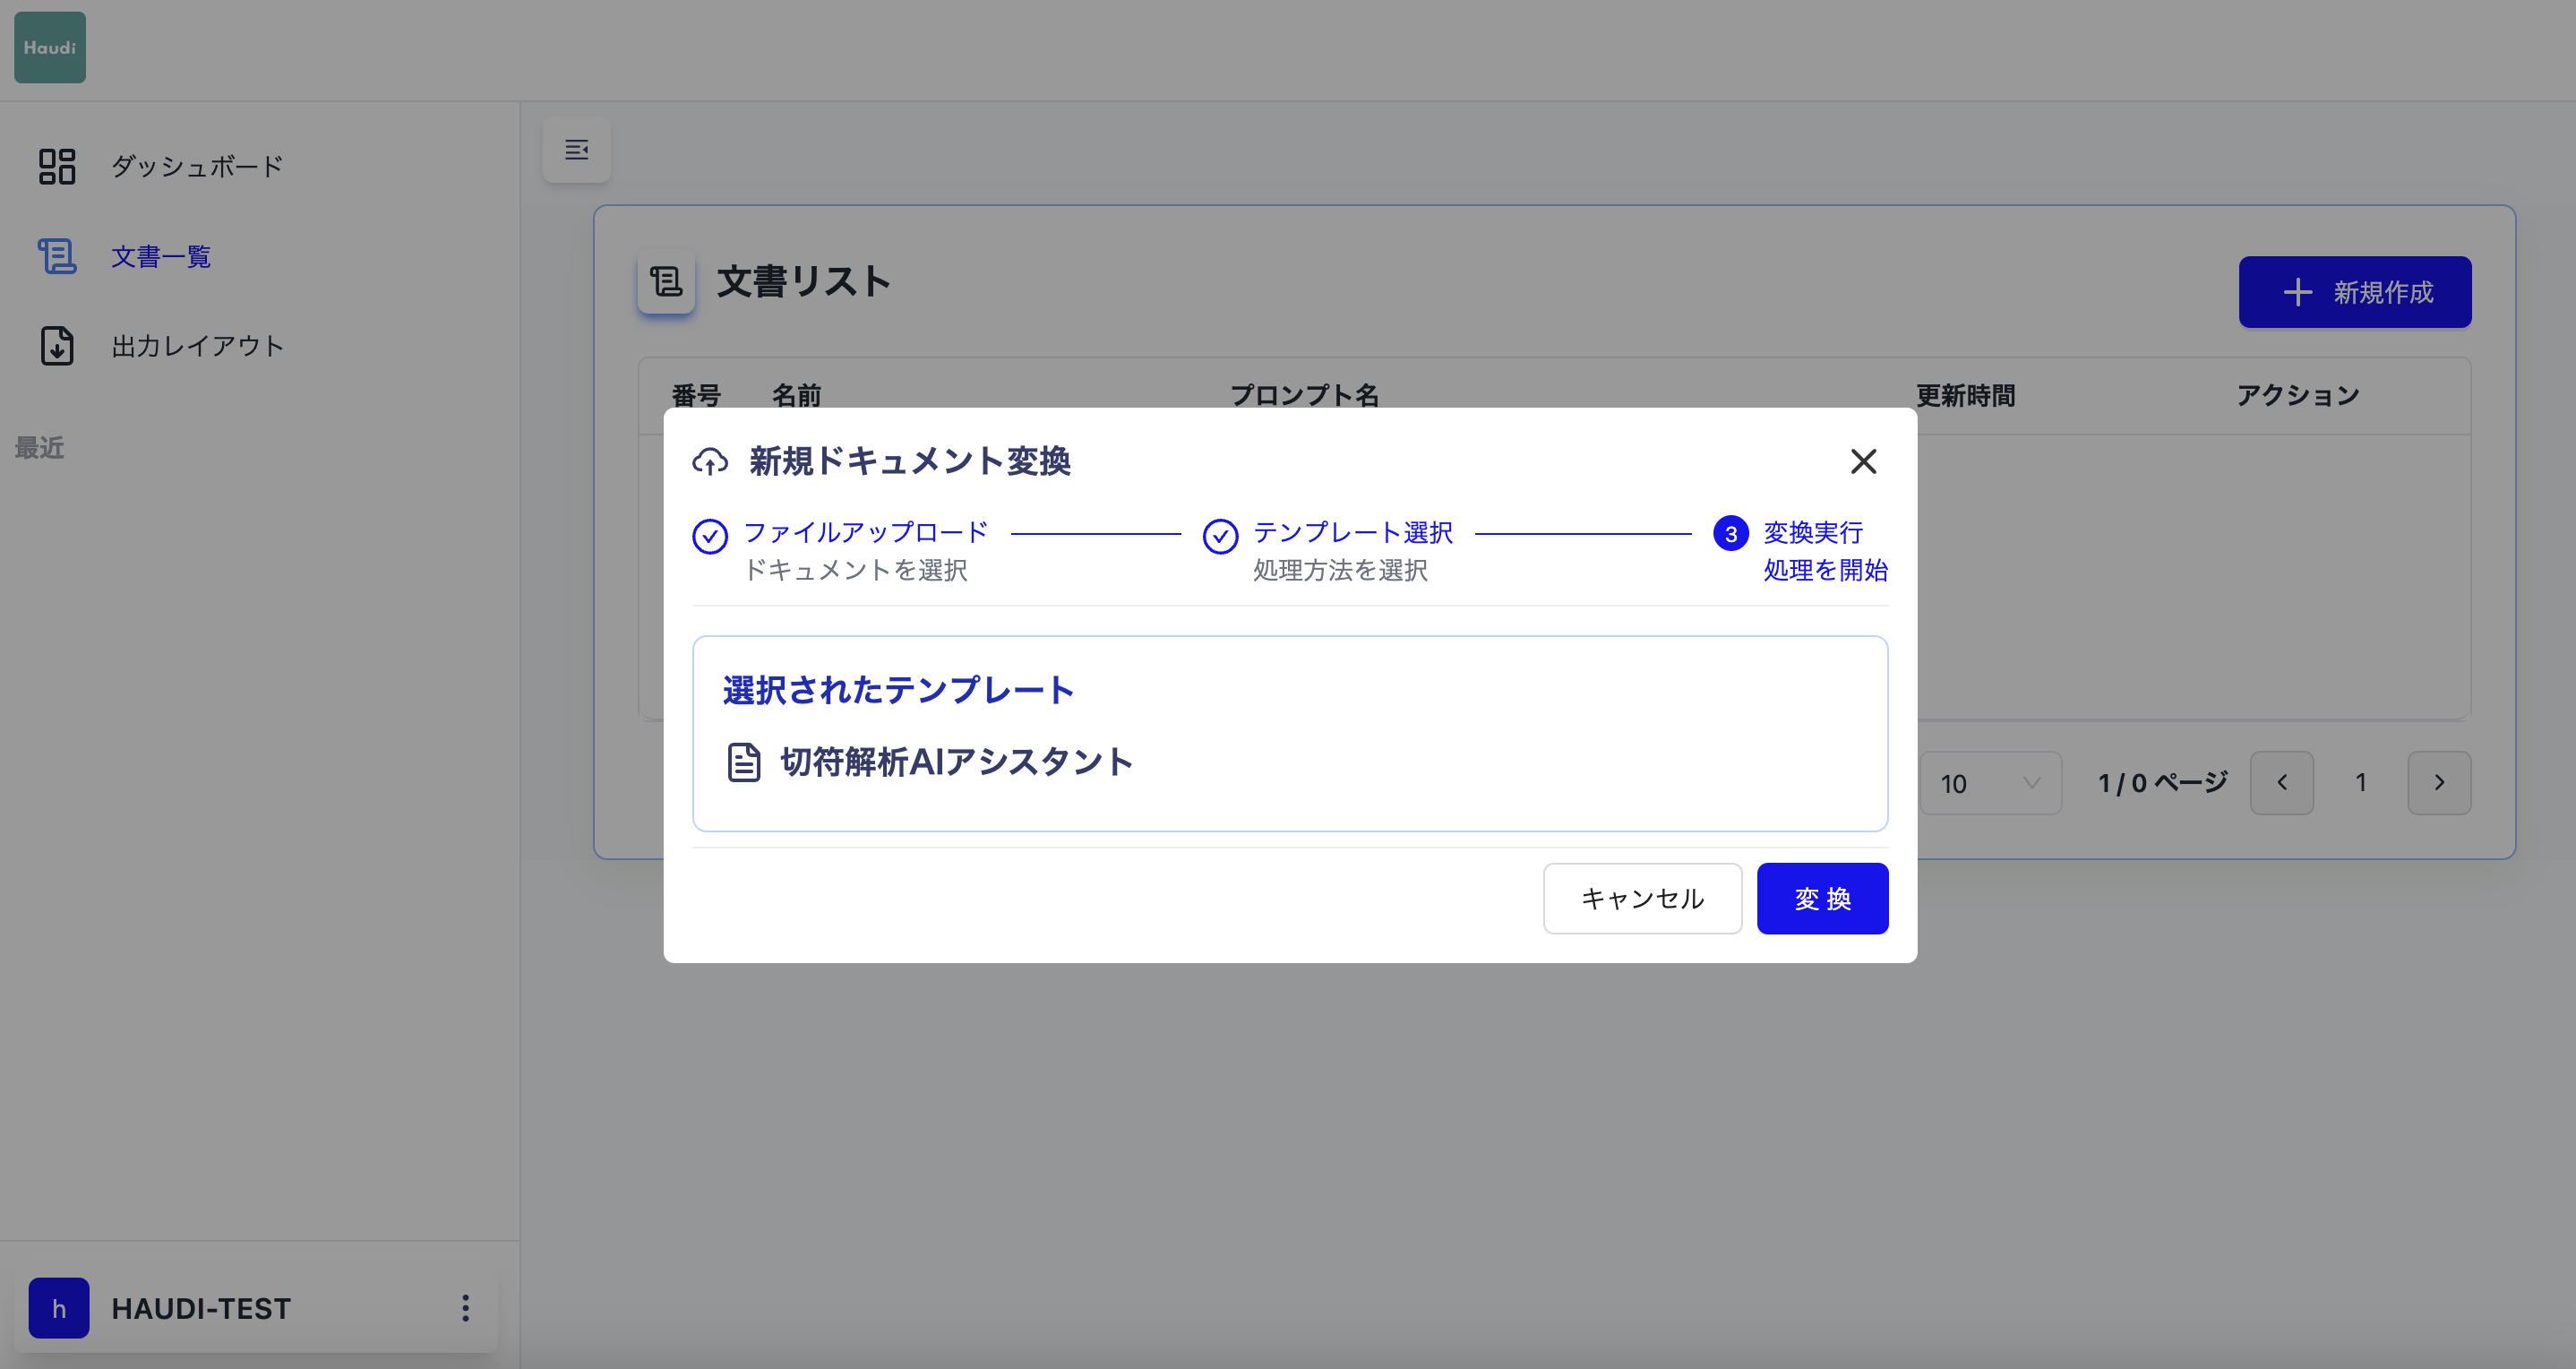 Haudi
ダッシュボード
文書一覧
出力レイアウト
最近
文書リスト
新規作成
番号 名前 プロンプト名 更新時間 アクション
新規ドキュメント変換
ファイルアップロード テンプレート選択 3 変換実行
ドキュメントを選択 処理方法を選択 処理を開始
選択されたテンプレート
切符解析AIアシスタント
10 1 / 0 ページ 1
キャンセル 変 換
h HAUDI-TEST